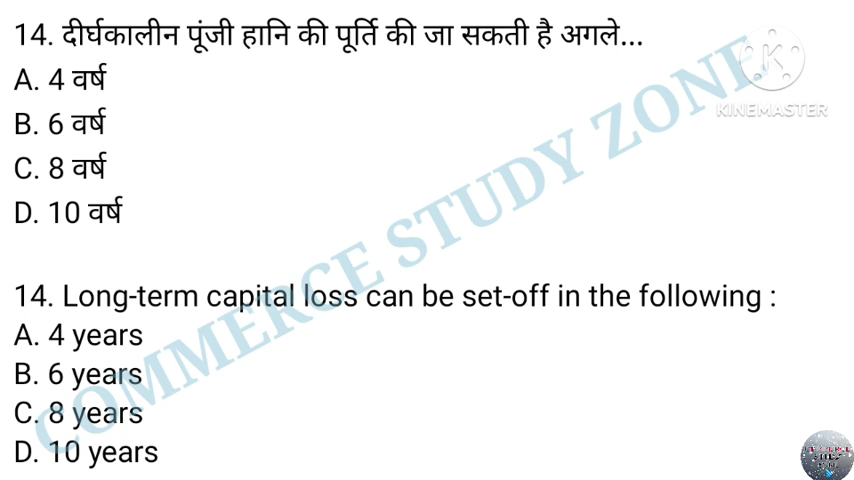 14. दीर्घकालीन पूंजी हानि की पूर्ति की जा सकती है अगले...
A. 4 वर्ष
B. 6 वर्ष
C. 8 वर्ष
D. 10 वर्ष
K
KINEMASTER
COMMERCE STUDY ZONE
14. Long-term capital loss can be set-off in the following :
A. 4 years
B. 6 years
C. 8 years
D. 10 years